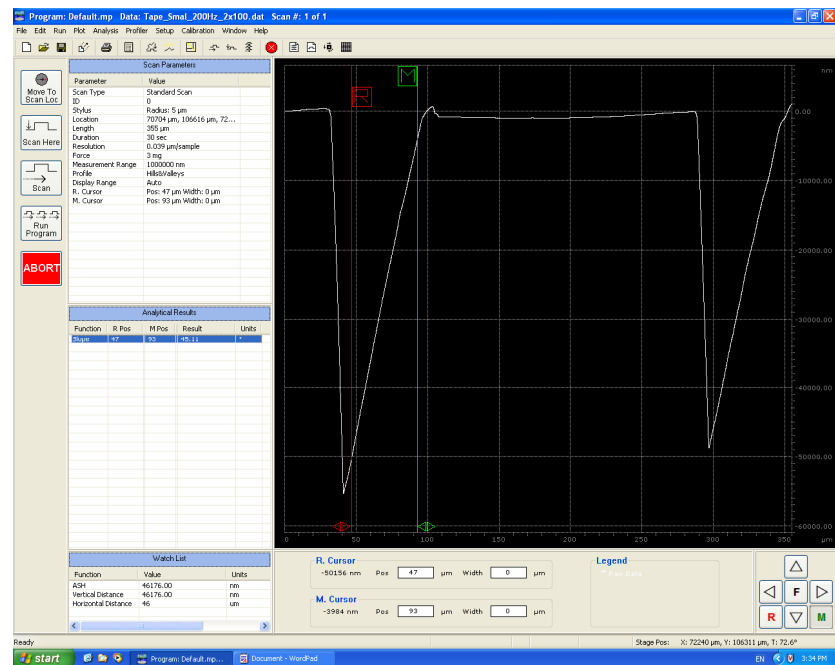 Program: Default.mp Data: Tape_Smal_200Hz_2x100.dat Scan #: 1 of 1
File Edit Run Plot Analysis Profiler Setup Calibration Window Help
Move To Scan Loc
Scan Here
Scan
Run Program
ABORT
Scan Parameters
Parameter Value
Scan Type Standard Scan
ID 0
Stylus Radius: 5 µm
Location 70704 µm, 106616 µm, 72...
Length 355 µm
Duration 30 sec
Resolution 0.039 µm/sample
Force 3 mg
Measurement Range 1000000 nm
Profile Hills&Valleys
Display Range Auto
R. Cursor Pos: 47 µm Width: 0 µm
M. Cursor Pos: 93 µm Width: 0 µm
Analytical Results
Function R Pos M Pos Result Units
Slope 47 93 45.11 °
Watch List
Function Value Units
ASH 46176.00 nm
Vertical Distance 46176.00 nm
Horizontal Distance 46 um
R
M
nm
0.00
-10000.00
-20000.00
-30000.00
-40000.00
-50000.00
-60000.00
0 50 100 150 200 250 300 350 µm
R. Cursor
-50156 nm Pos 47 µm Width 0 µm
M. Cursor
-3984 nm Pos 93 µm Width 0 µm
Legend
F
R M
Ready
Stage Pos: X: 72240 µm, Y: 106311 µm, T: 72.6°
start
Program: Default.mp...
Document - WordPad
EN
3:34 PM